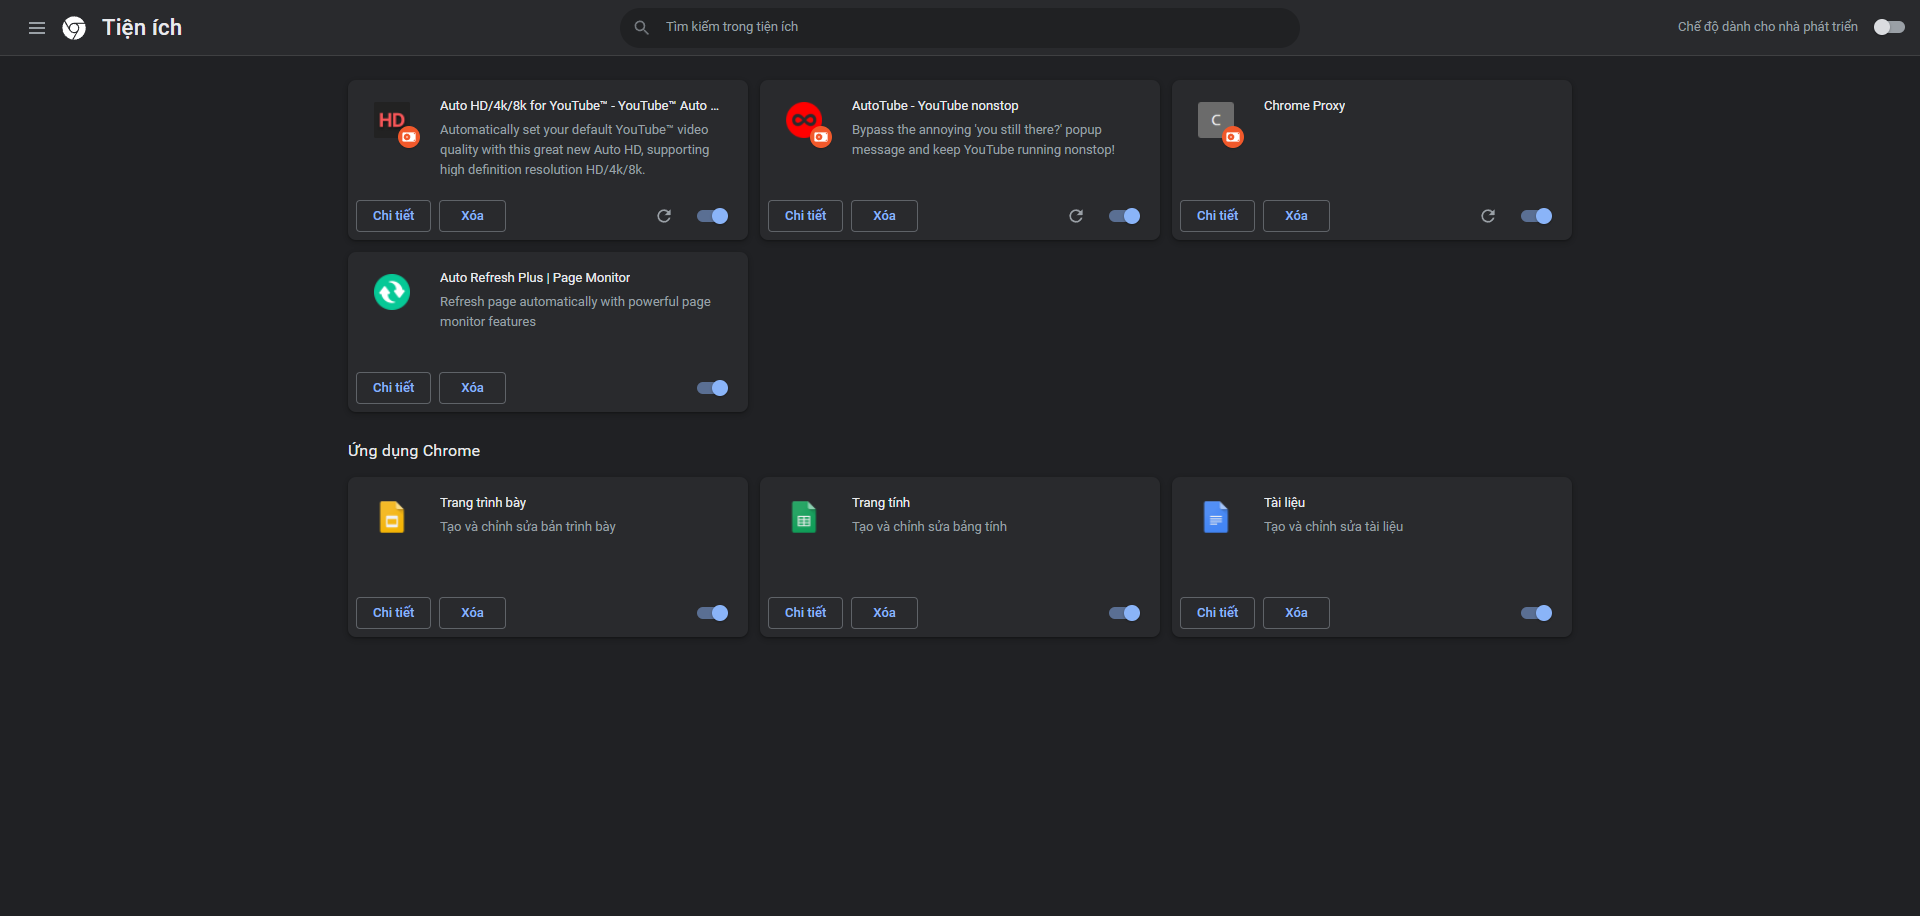 Tiện ích
Tìm kiếm trong tiện ích
Chế độ dành cho nhà phát triển
HD
Auto HD/4k/8k for YouTube™ - YouTube™ Auto ...
Automatically set your default YouTube™ video
quality with this great new Auto HD, supporting
high definition resolution HD/4k/8k.
Chi tiết
Xóa
AutoTube - YouTube nonstop
Bypass the annoying 'you still there?' popup
message and keep YouTube running nonstop!
Chi tiết
Xóa
C
Chrome Proxy
Chi tiết
Xóa
Auto Refresh Plus | Page Monitor
Refresh page automatically with powerful page
monitor features
Chi tiết
Xóa
Ứng dụng Chrome
Trang trình bày
Tạo và chỉnh sửa bản trình bày
Chi tiết
Xóa
Trang tính
Tạo và chỉnh sửa bảng tính
Chi tiết
Xóa
Tài liệu
Tạo và chỉnh sửa tài liệu
Chi tiết
Xóa